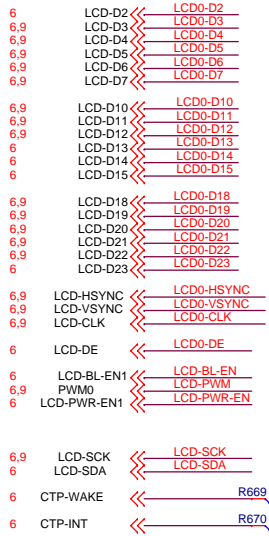 6 LCD-D2 LCD0-D2
6,9 LCD-D3 LCD0-D3
6,9 LCD-D4 LCD0-D4
6,9 LCD-D5 LCD0-D5
6,9 LCD-D6 LCD0-D6
6,9 LCD-D7 LCD0-D7
6,9 LCD-D10 LCD0-D10
6,9 LCD-D11 LCD0-D11
6,9 LCD-D12 LCD0-D12
6 LCD-D13 LCD0-D13
6 LCD-D14 LCD0-D14
6 LCD-D15 LCD0-D15
6,9 LCD-D18 LCD0-D18
6,9 LCD-D19 LCD0-D19
6,9 LCD-D20 LCD0-D20
6,9 LCD-D21 LCD0-D21
6,9 LCD-D22 LCD0-D22
6 LCD-D23 LCD0-D23
6,9 LCD-HSYNC LCD0-HSYNC
6,9 LCD-VSYNC LCD0-VSYNC
6,9 LCD-CLK LCD0-CLK
6 LCD-DE LCD0-DE
6 LCD-BL-EN1 LCD-BL-EN
6,9 PWM0 LCD-PWM
6 LCD-PWR-EN1 LCD-PWR-EN
6,9 LCD-SCK LCD-SCK
6 LCD-SDA LCD-SDA
6 CTP-WAKE R669
6 CTP-INT R670